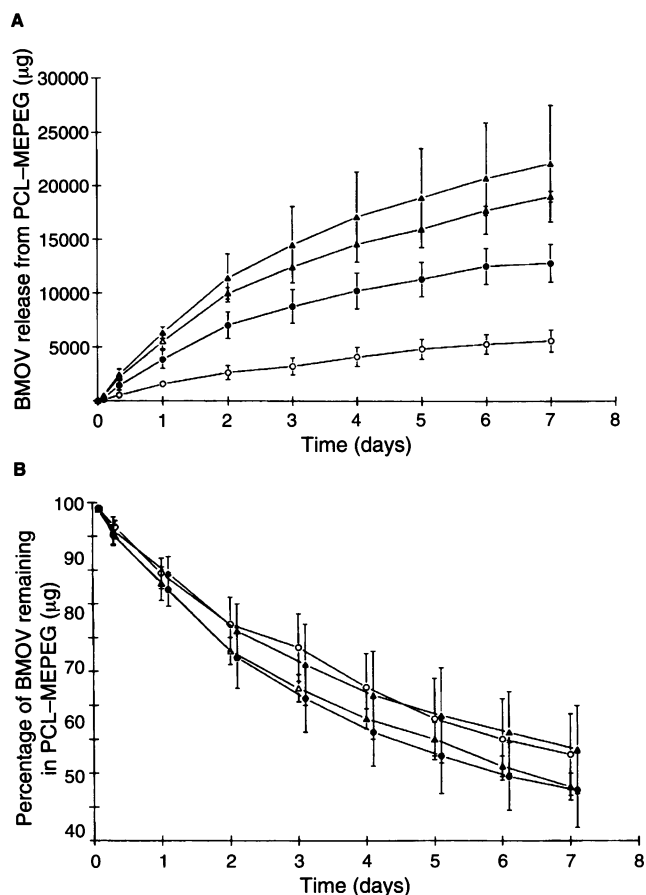 A
BMOV release from PCL–MEPEG (µg)
30000
25000
20000
15000
10000
5000
0 1 2 3 4 5 6 7 8
Time (days)
B
Percentage of BMOV remaining
in PCL–MEPEG (µg)
100
90
80
70
60
50
40
0 1 2 3 4 5 6 7 8
Time (days)